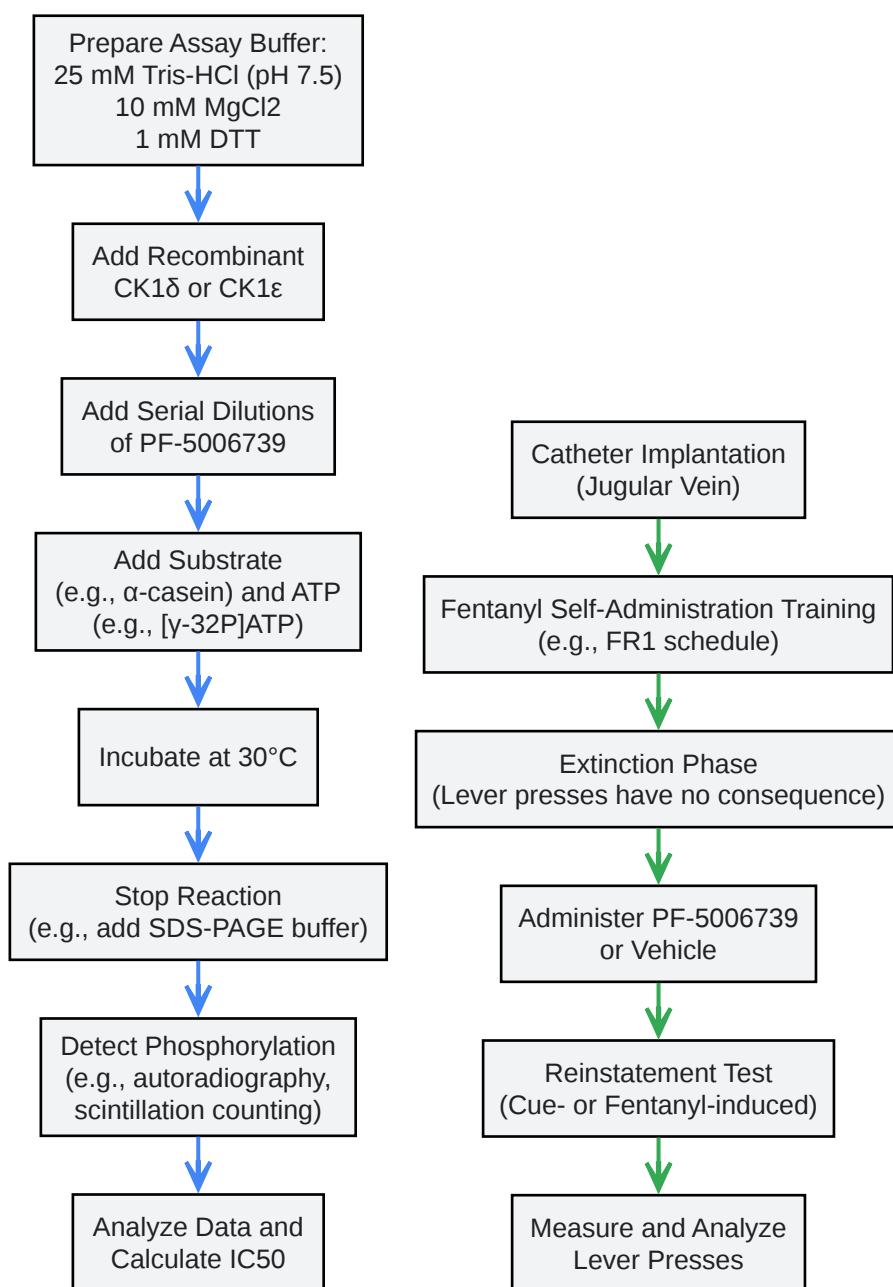 Prepare Assay Buffer:
25 mM Tris-HCl (pH 7.5)
10 mM MgCl2
1 mM DTT
Add Recombinant
CK1δ or CK1ε
Add Serial Dilutions
of PF-5006739
Add Substrate
(e.g., α-casein) and ATP
(e.g., [γ-32P]ATP)
Incubate at 30°C
Stop Reaction
(e.g., add SDS-PAGE buffer)
Detect Phosphorylation
(e.g., autoradiography,
scintillation counting)
Analyze Data and
Calculate IC50
Catheter Implantation
(Jugular Vein)
Fentanyl Self-Administration Training
(e.g., FR1 schedule)
Extinction Phase
(Lever presses have no consequence)
Administer PF-5006739
or Vehicle
Reinstatement Test
(Cue- or Fentanyl-induced)
Measure and Analyze
Lever Presses